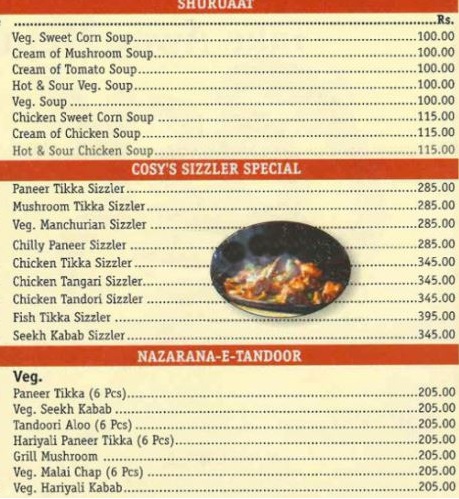 SHURUAAT
Rs.
Veg. Sweet Corn Soup 100.00
Cream of Mushroom Soup 100.00
Cream of Tomato Soup 100.00
Hot & Sour Veg. Soup 100.00
Veg. Soup 100.00
Chicken Sweet Corn Soup 115.00
Cream of Chicken Soup 115.00
Hot & Sour Chicken Soup 115.00
COSY'S SIZZLER SPECIAL
Paneer Tikka Sizzler 285.00
Mushroom Tikka Sizzler 285.00
Veg. Manchurian Sizzler 285.00
Chilly Paneer Sizzler 285.00
Chicken Tikka Sizzler 345.00
Chicken Tangari Sizzler 345.00
Chicken Tandori Sizzler 345.00
Fish Tikka Sizzler 395.00
Seekh Kabab Sizzler 345.00
NAZARANA-E-TANDOOR
Veg.
Paneer Tikka (6 Pcs) 205.00
Veg. Seekh Kabab 205.00
Tandoori Aloo (6 Pcs) 205.00
Hariyali Paneer Tikka (6 Pcs) 205.00
Grill Mushroom 205.00
Veg. Malai Chap (6 Pcs) 205.00
Veg. Hariyali Kabab 205.00